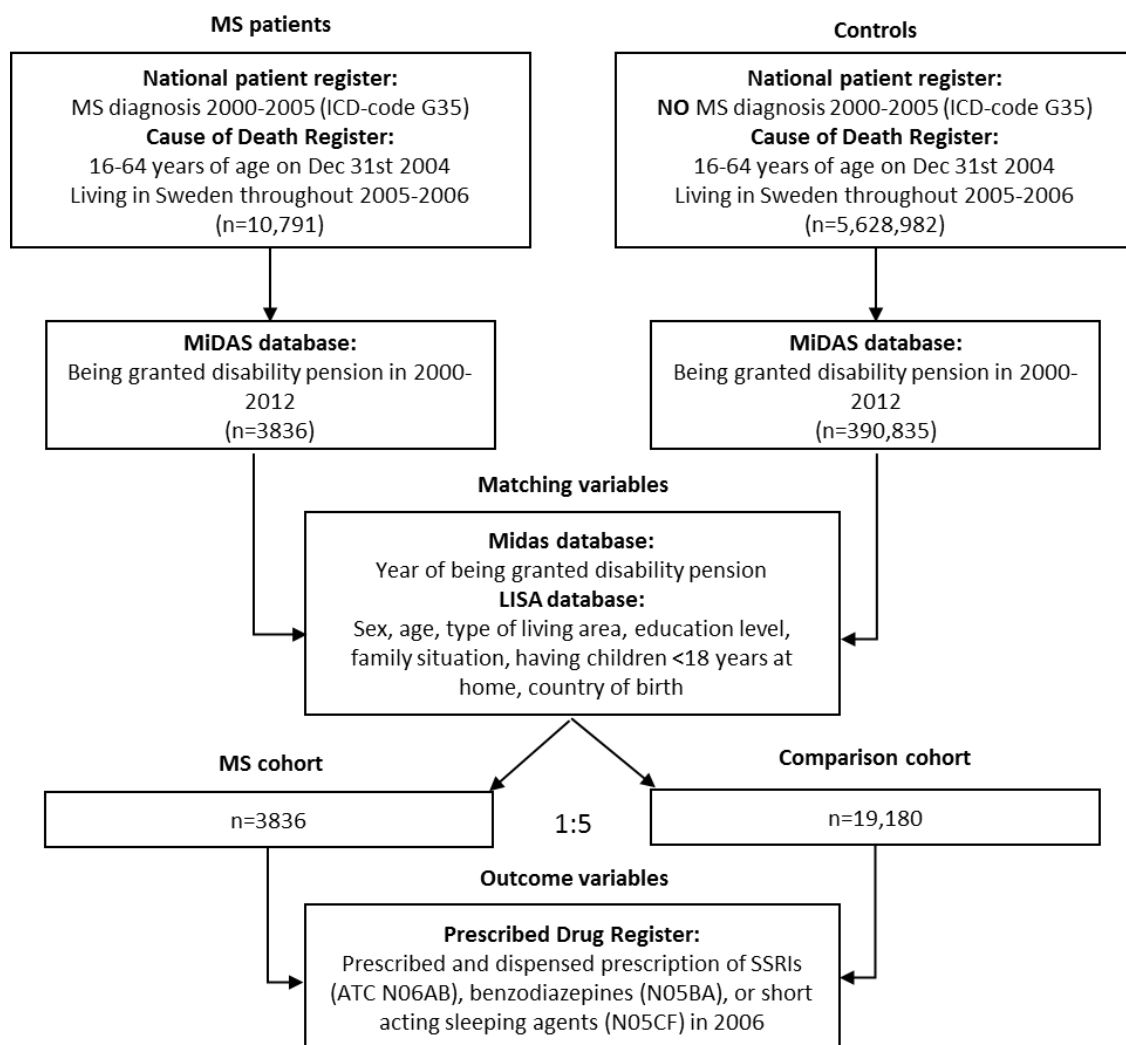 MS patients
National patient register:
MS diagnosis 2000-2005 (ICD-code G35)
Cause of Death Register:
16-64 years of age on Dec 31st 2004
Living in Sweden throughout 2005-2006
(n=10,791)
Controls
National patient register:
NO MS diagnosis 2000-2005 (ICD-code G35)
Cause of Death Register:
16-64 years of age on Dec 31st 2004
Living in Sweden throughout 2005-2006
(n=5,628,982)
MiDAS database:
Being granted disability pension in 2000-
2012
(n=3836)
MiDAS database:
Being granted disability pension in 2000-
2012
(n=390,835)
Matching variables
Midas database:
Year of being granted disability pension
LISA database:
Sex, age, type of living area, education level,
family situation, having children <18 years at
home, country of birth
MS cohort
n=3836
1:5
Comparison cohort
n=19,180
Outcome variables
Prescribed Drug Register:
Prescribed and dispensed prescription of SSRIs
(ATC N06AB), benzodiazepines (N05BA), or short
acting sleeping agents (N05CF) in 2006